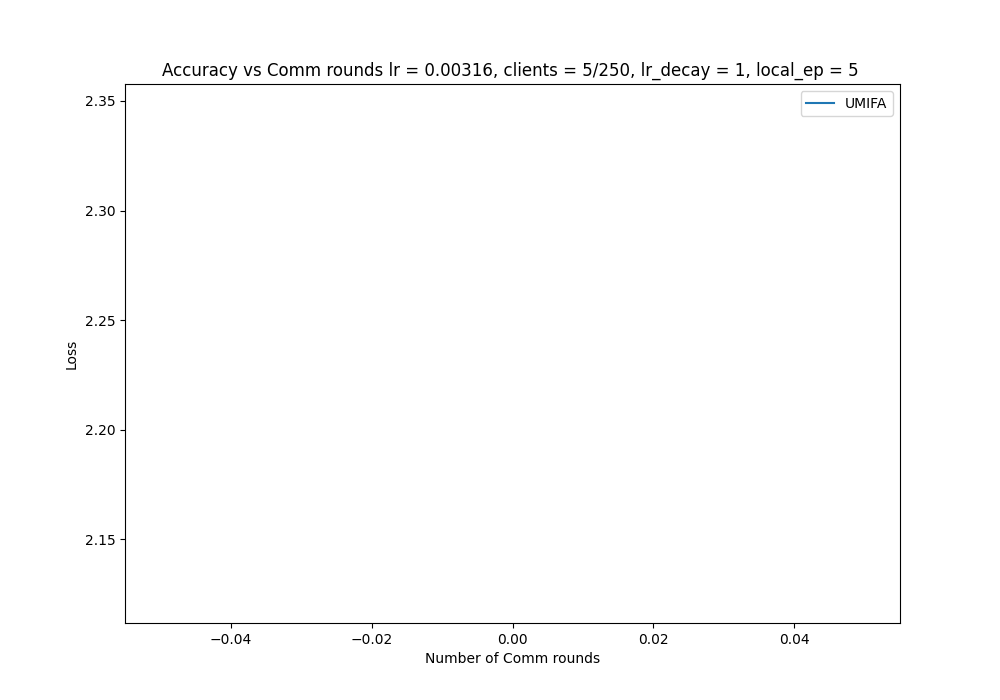 Accuracy vs Comm rounds lr = 0.00316, clients = 5/250, lr_decay = 1, local_ep = 5
UMIFA
2.35
2.30
2.25
2.20
2.15
Loss
−0.04
−0.02
0.00
0.02
0.04
Number of Comm rounds